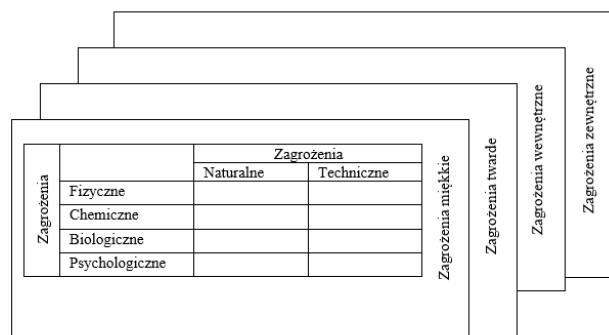 Zagrożenia
Naturalne Techniczne
Zagrożenia
Fizyczne
Chemiczne
Biologiczne
Psychologiczne
Zagrożenia miękkie
Zagrożenia twarde
Zagrożenia wewnętrzne
Zagrożenia zewnętrzne